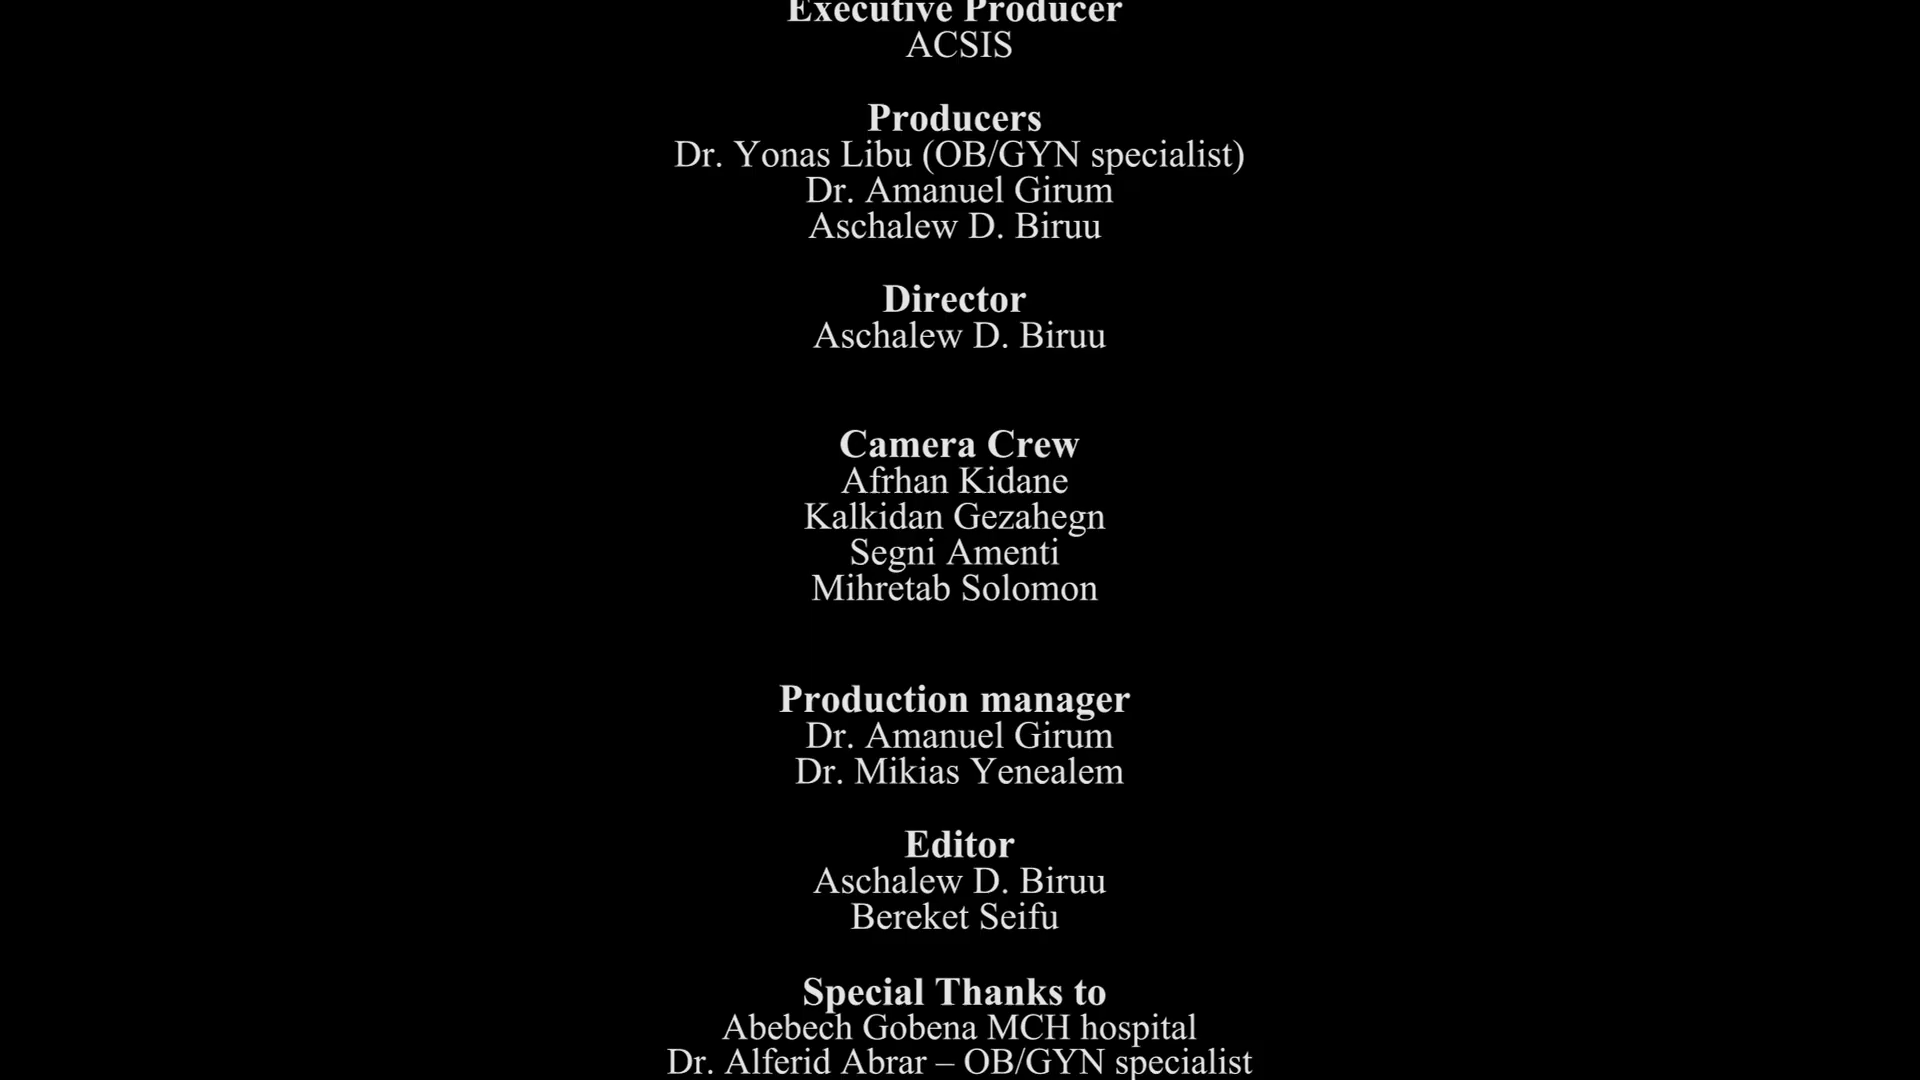 Executive Producer
ACSIS
Producers
Dr. Yonas Libu (OB/GYN specialist)
Dr. Amanuel Girum
Aschalew D. Biruu
Director
Aschalew D. Biruu
Camera Crew
Afrhan Kidane
Kalkidan Gezahegn
Segni Amenti
Mihretab Solomon
Production manager
Dr. Amanuel Girum
Dr. Mikias Yenealem
Editor
Aschalew D. Biruu
Bereket Seifu
Special Thanks to
Abebech Gobena MCH hospital
Dr. Alferid Abrar – OB/GYN specialist